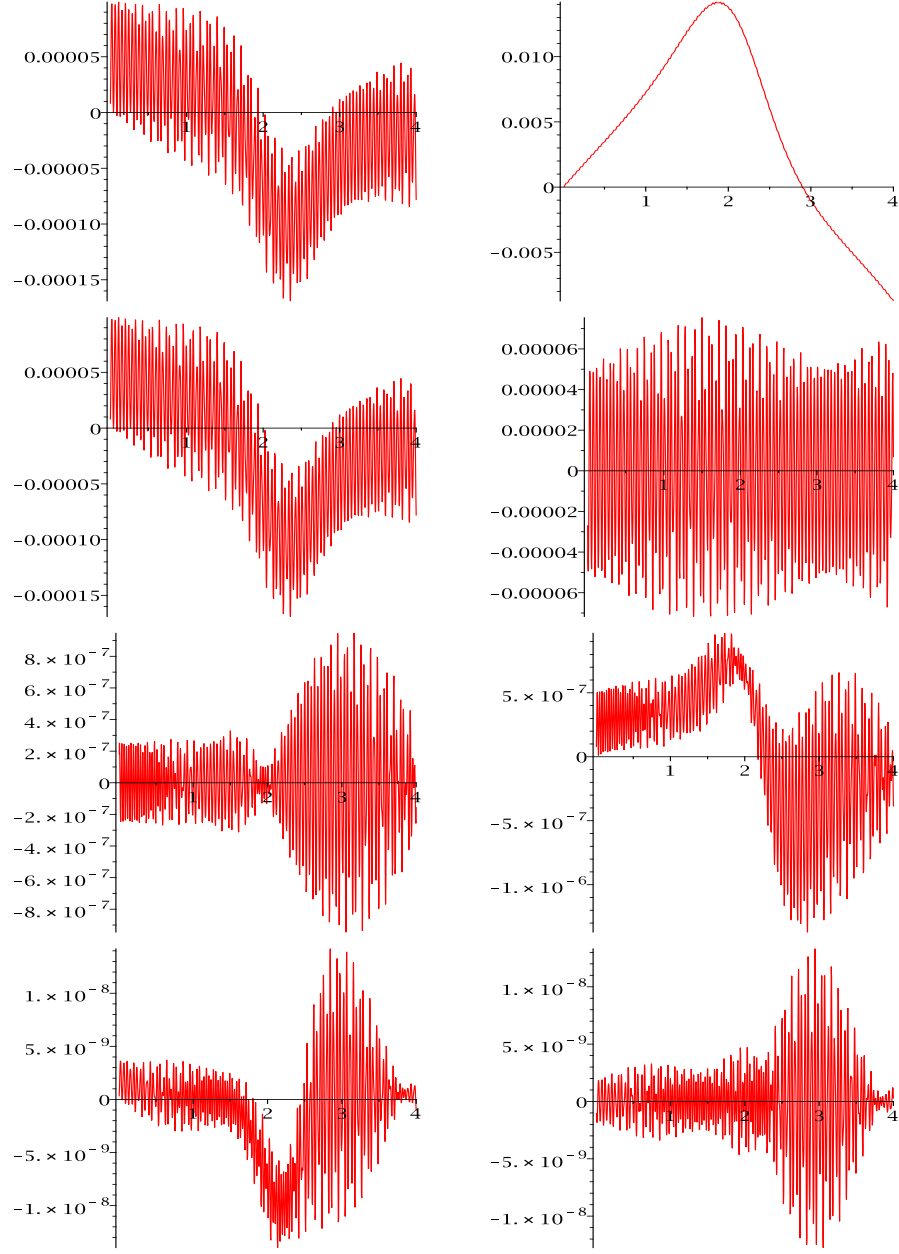 0.00005
0
1 2 3 4
-0.00005
-0.00010
-0.00015
0.010
0.005
0
1 2 3 4
-0.005
0.00005
0
1 2 3 4
-0.00005
-0.00010
-0.00015
0.00006
0.00004
0.00002
0
1 2 3 4
-0.00002
-0.00004
-0.00006
8. × 10⁻⁷
6. × 10⁻⁷
4. × 10⁻⁷
2. × 10⁻⁷
0
1 2 3 4
-2. × 10⁻⁷
-4. × 10⁻⁷
-6. × 10⁻⁷
-8. × 10⁻⁷
5. × 10⁻⁷
0
1 2 3 4
-5. × 10⁻⁷
-1. × 10⁻⁶
1. × 10⁻⁸
5. × 10⁻⁹
0
1 2 3 4
-5. × 10⁻⁹
-1. × 10⁻⁸
1. × 10⁻⁸
5. × 10⁻⁹
0
1 2 3 4
-5. × 10⁻⁹
-1. × 10⁻⁸